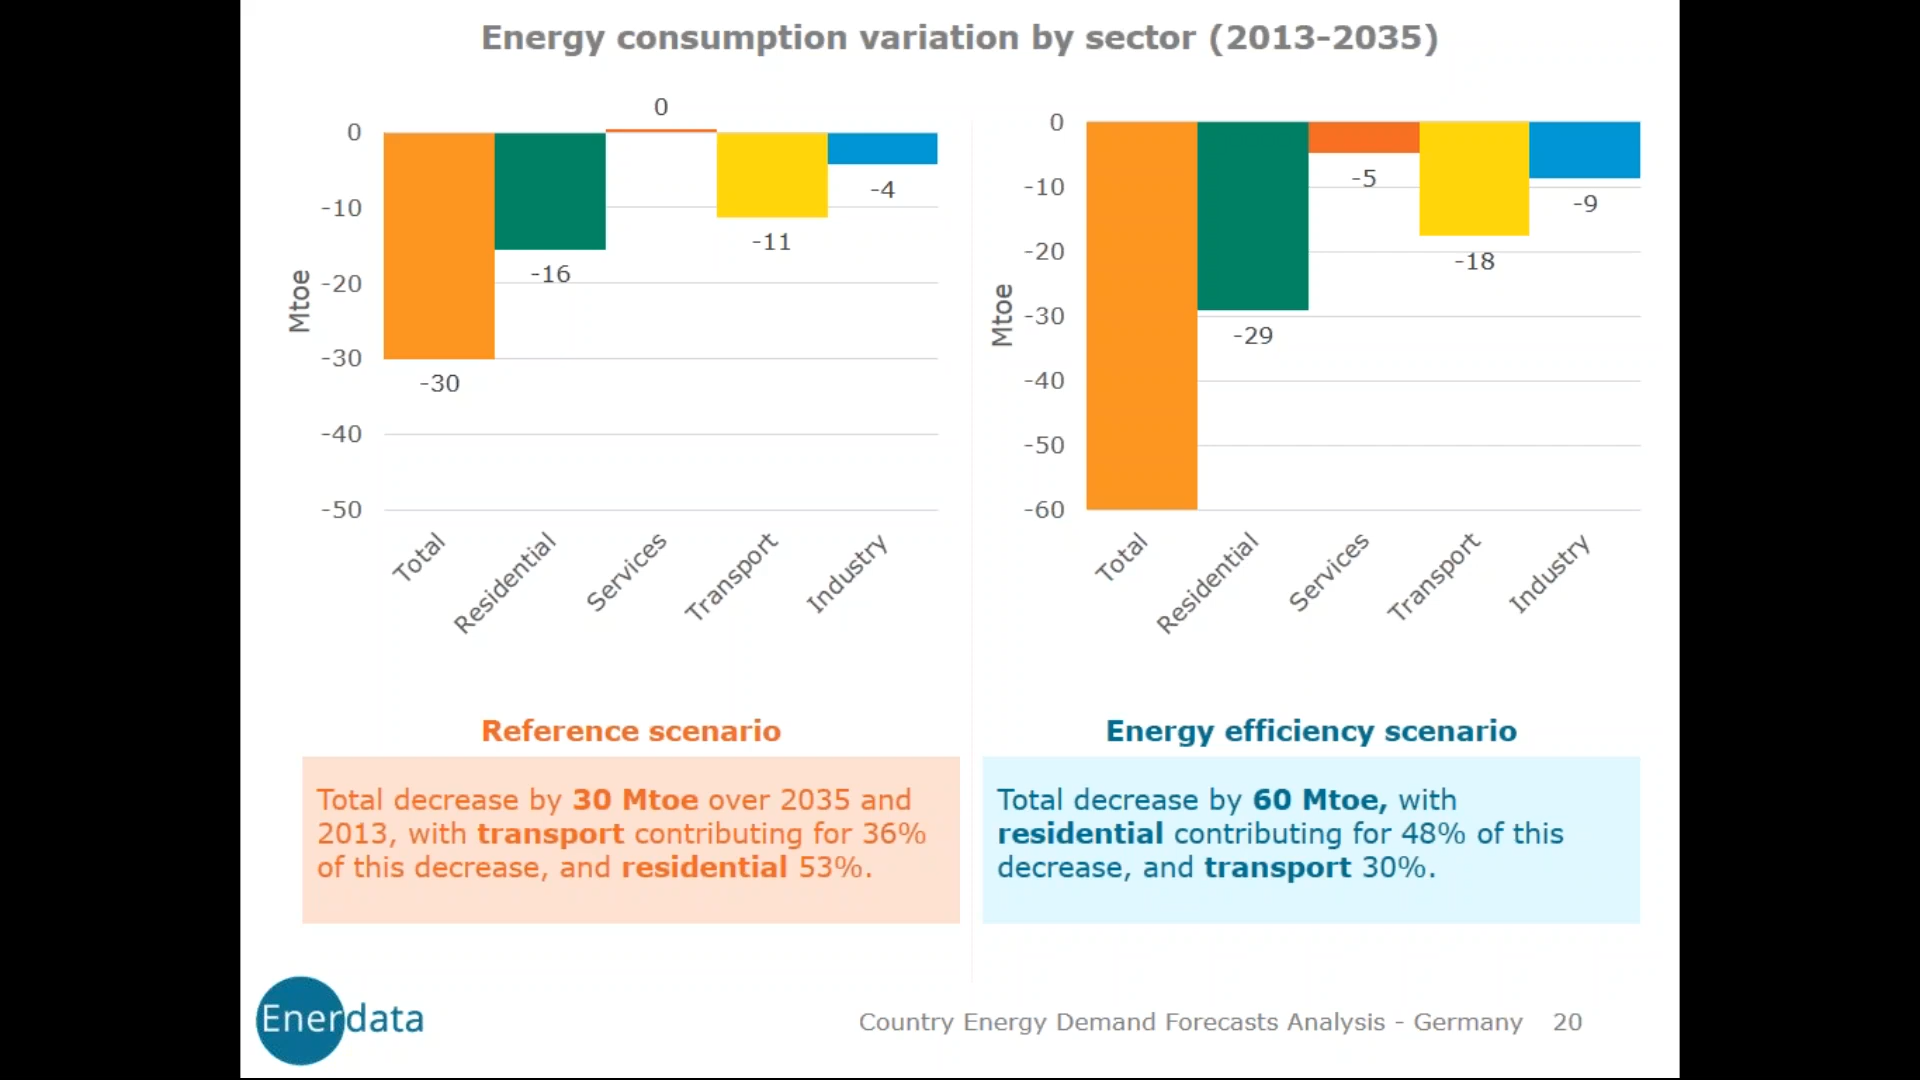 Energy consumption variation by sector (2013-2035)
0
0
-10
-20
-30
-40
-50
Mtoe
-30
-16
-11
-4
Total
Residential
Services
Transport
Industry
0
-10
-20
-30
-40
-50
-60
Mtoe
-29
-5
-18
-9
Total
Residential
Services
Transport
Industry
Reference scenario
Total decrease by 30 Mtoe over 2035 and
2013, with transport contributing for 36%
of this decrease, and residential 53%.
Energy efficiency scenario
Total decrease by 60 Mtoe, with
residential contributing for 48% of this
decrease, and transport 30%.
Enerdata
Country Energy Demand Forecasts Analysis - Germany 20